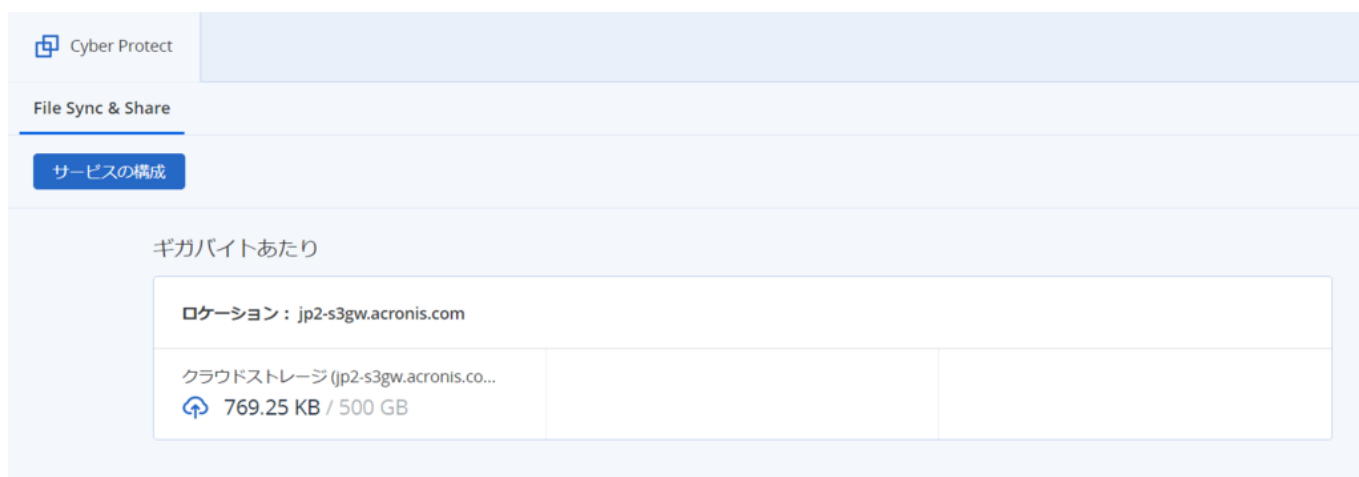 Cyber Protect
File Sync & Share
サービスの構成
ギガバイトあたり
ロケーション： jp2-s3gw.acronis.com
クラウドストレージ (jp2-s3gw.acronis.co...
769.25 KB / 500 GB